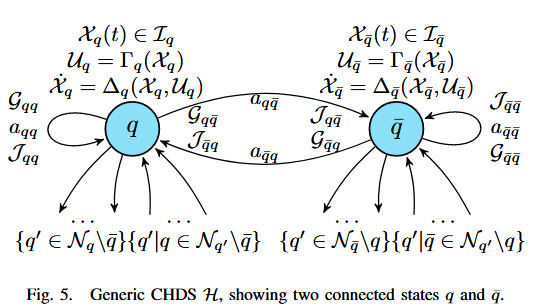 𝒳_q(t) ∈ ℐ_q 𝒳_q̄(t) ∈ ℐ_q̄
𝒰_q = Γ_q(𝒳_q) 𝒰_q̄ = Γ_q̄(𝒳_q̄)
𝒳̇_q = Δ_q(𝒳_q, 𝒰_q) 𝒳̇_q̄ = Δ_q̄(𝒳_q̄, 𝒰_q̄)
𝒢_qq a_qq̄ 𝒥_q̄q̄
a_qq q 𝒢_qq̄ 𝒥_qq̄ q̄ a_q̄q̄
𝒥_qq 𝒥_q̄q a_q̄q 𝒢_q̄q 𝒢_q̄q̄
... ... ... ...
{q′ ∈ 𝒩_q\q̄}{q′|q ∈ 𝒩_q′\q̄} {q′ ∈ 𝒩_q̄\q}{q′|q̄ ∈ 𝒩_q′\q}
Fig. 5. Generic CHDS ℋ, showing two connected states q and q̄.